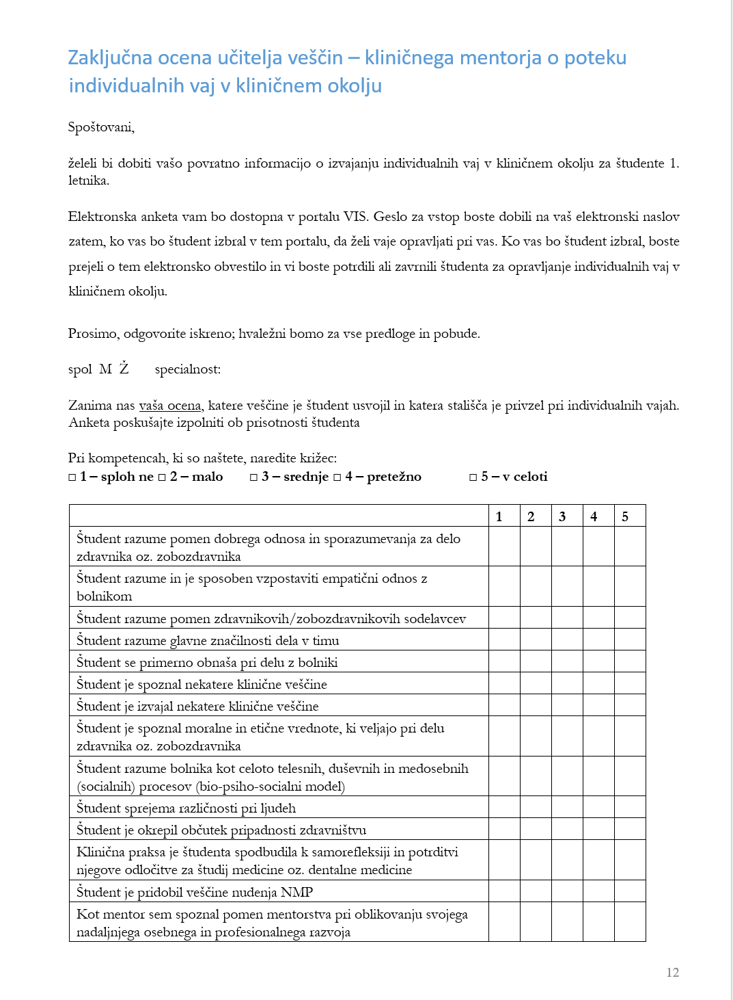 Zaključna ocena učitelja veščin – kliničnega mentorja o poteku
individualnih vaj v kliničnem okolju
Spoštovani,
želeli bi dobiti vašo povratno informacijo o izvajanju individualnih vaj v kliničnem okolju za študente 1.
letnika.
Elektronska anketa vam bo dostopna v portalu VIS. Geslo za vstop boste dobili na vaš elektronski naslov
zatem, ko vas bo študent izbral v tem portalu, da želi vaje opravljati pri vas. Ko vas bo študent izbral, boste
prejeli o tem elektronsko obvestilo in vi boste potrdili ali zavrnili študenta za opravljanje individualnih vaj v
kliničnem okolju.
Prosimo, odgovorite iskreno; hvaležni bomo za vse predloge in pobude.
spol M Ž specialnost:
Zanima nas vaša ocena, katere veščine je študent usvojil in katera stališča je privzel pri individualnih vajah.
Anketa poskušajte izpolniti ob prisotnosti študenta
Pri kompetencah, ki so naštete, naredite križec:
□ 1 – sploh ne □ 2 – malo □ 3 – srednje □ 4 – pretežno □ 5 – v celoti
1 2 3 4 5
Študent razume pomen dobrega odnosa in sporazumevanja za delo
zdravnika oz. zobozdravnika
Študent razume in je sposoben vzpostaviti empatični odnos z
bolnikom
Študent razume pomen zdravnikovih/zobozdravnikovih sodelavcev
Študent razume glavne značilnosti dela v timu
Študent se primerno obnaša pri delu z bolniki
Študent je spoznal nekatere klinične veščine
Študent je izvajal nekatere klinične veščine
Študent je spoznal moralne in etične vrednote, ki veljajo pri delu
zdravnika oz. zobozdravnika
Študent razume bolnika kot celoto telesnih, duševnih in medosebnih
(socialnih) procesov (bio-psiho-socialni model)
Študent sprejema različnosti pri ljudeh
Študent je okrepil občutek pripadnosti zdravništvu
Klinična praksa je študenta spodbudila k samorefleksiji in potrditvi
njegove odločitve za študij medicine oz. dentalne medicine
Študent je pridobil veščine nudenja NMP
Kot mentor sem spoznal pomen mentorstva pri oblikovanju svojega
nadaljnjega osebnega in profesionalnega razvoja
12